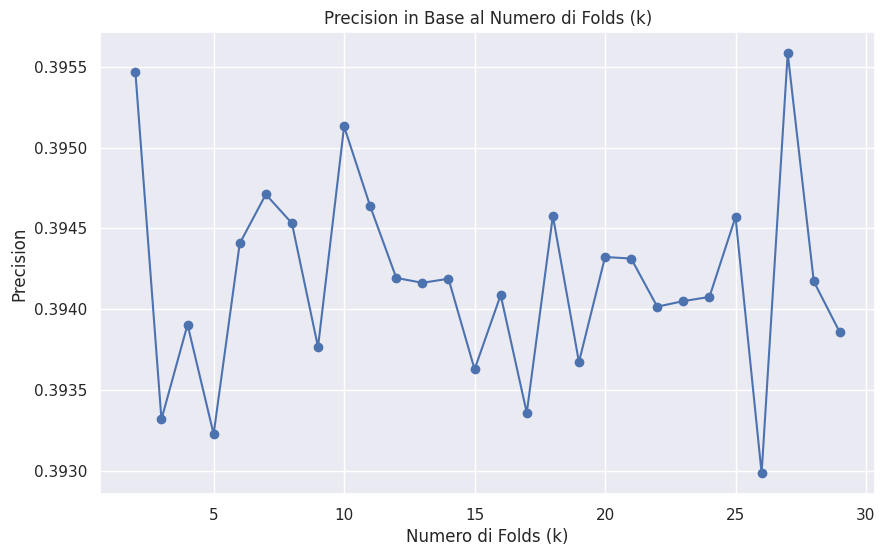 Precision in Base al Numero di Folds (k)
Precision
0.3955
0.3950
0.3945
0.3940
0.3935
0.3930
5 10 15 20 25 30
Numero di Folds (k)